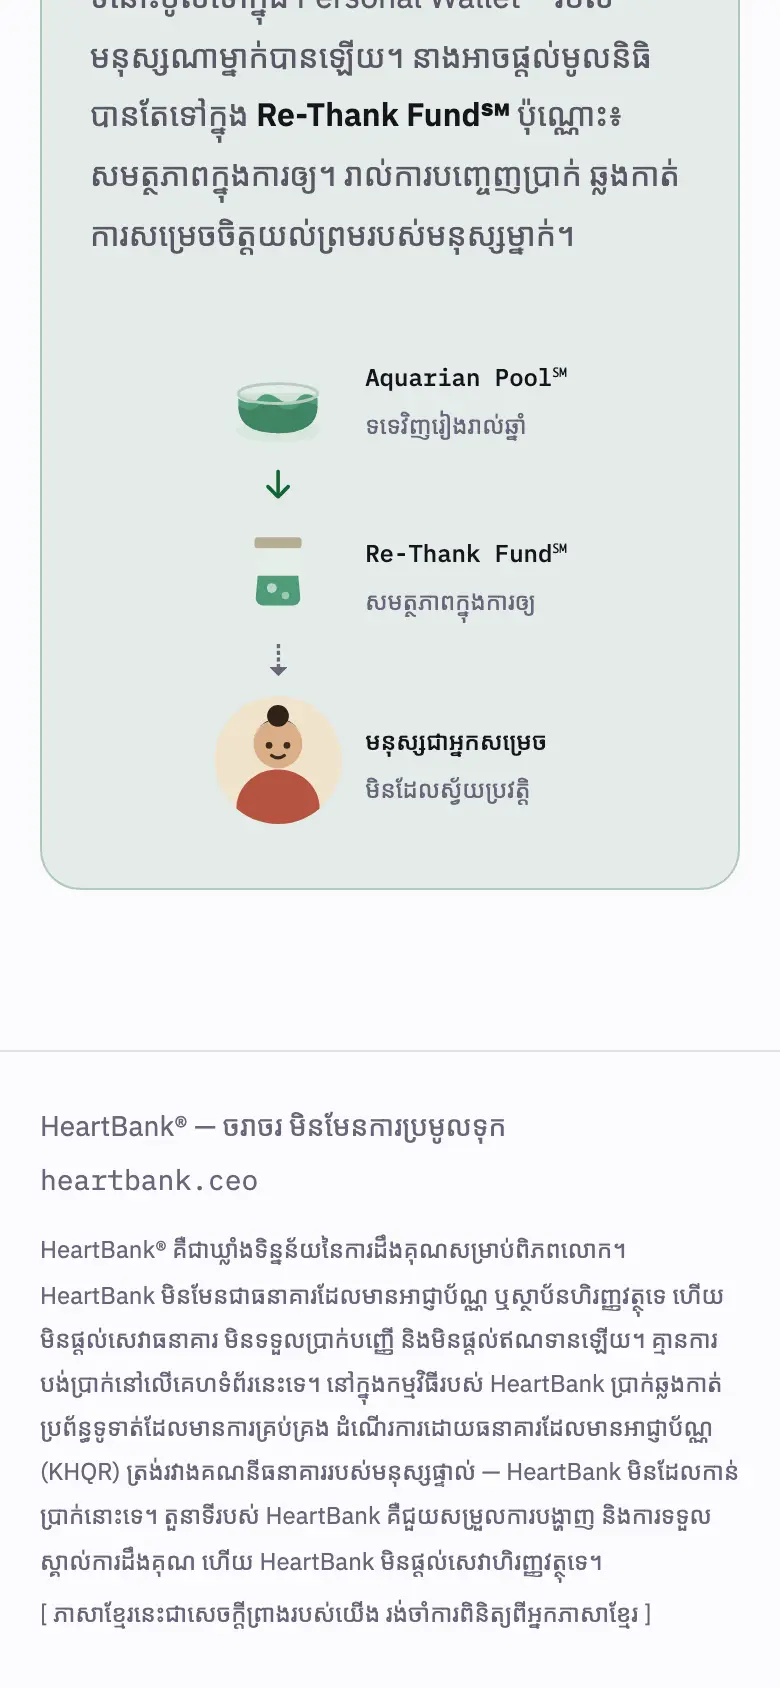 មនុស្សណាម្នាក់បានឡើយ។ នាងអាចផ្ដល់មូលនិធិ
បានតែទៅក្នុង Re-Thank Fund℠ ប៉ុណ្ណោះ៖
សមត្ថភាពក្នុងការឲ្យ។ រាល់ការបញ្ចេញប្រាក់ ឆ្លងកាត់
ការសម្រេចចិត្តយល់ព្រមរបស់មនុស្សម្នាក់។
Aquarian Pool℠
ទទេវិញរៀងរាល់ឆ្នាំ
Re-Thank Fund℠
សមត្ថភាពក្នុងការឲ្យ
មនុស្សជាអ្នកសម្រេច
មិនដែលស្វ័យប្រវត្តិ
HeartBank® — ចរាចរ មិនមែនការប្រមូលទុក
heartbank.ceo
HeartBank® គឺជាឃ្លាំងទិន្នន័យនៃការដឹងគុណសម្រាប់ពិភពលោក។
HeartBank មិនមែនជាធនាគារដែលមានអាជ្ញាប័ណ្ណ ឬស្ថាប័នហិរញ្ញវត្ថុទេ ហើយ
មិនផ្ដល់សេវាធនាគារ មិនទទួលប្រាក់បញ្ញើ និងមិនផ្ដល់ឥណទានឡើយ។ គ្មានការ
បង់ប្រាក់នៅលើគេហទំព័រនេះទេ។ នៅក្នុងកម្មវិធីរបស់ HeartBank ប្រាក់ឆ្លងកាត់
ប្រព័ន្ធទូទាត់ដែលមានការគ្រប់គ្រង ដំណើរការដោយធនាគារដែលមានអាជ្ញាប័ណ្ណ
(KHQR) ត្រង់រវាងគណនីធនាគាររបស់មនុស្សផ្ទាល់ — HeartBank មិនដែលកាន់
ប្រាក់នោះទេ។ តួនាទីរបស់ HeartBank គឺជួយសម្រួលការបង្ហាញ និងការទទួល
ស្គាល់ការដឹងគុណ ហើយ HeartBank មិនផ្ដល់សេវាហិរញ្ញវត្ថុទេ។
[ ភាសាខ្មែរនេះជាសេចក្ដីព្រាងរបស់យើង រង់ចាំការពិនិត្យពីអ្នកភាសាខ្មែរ ]